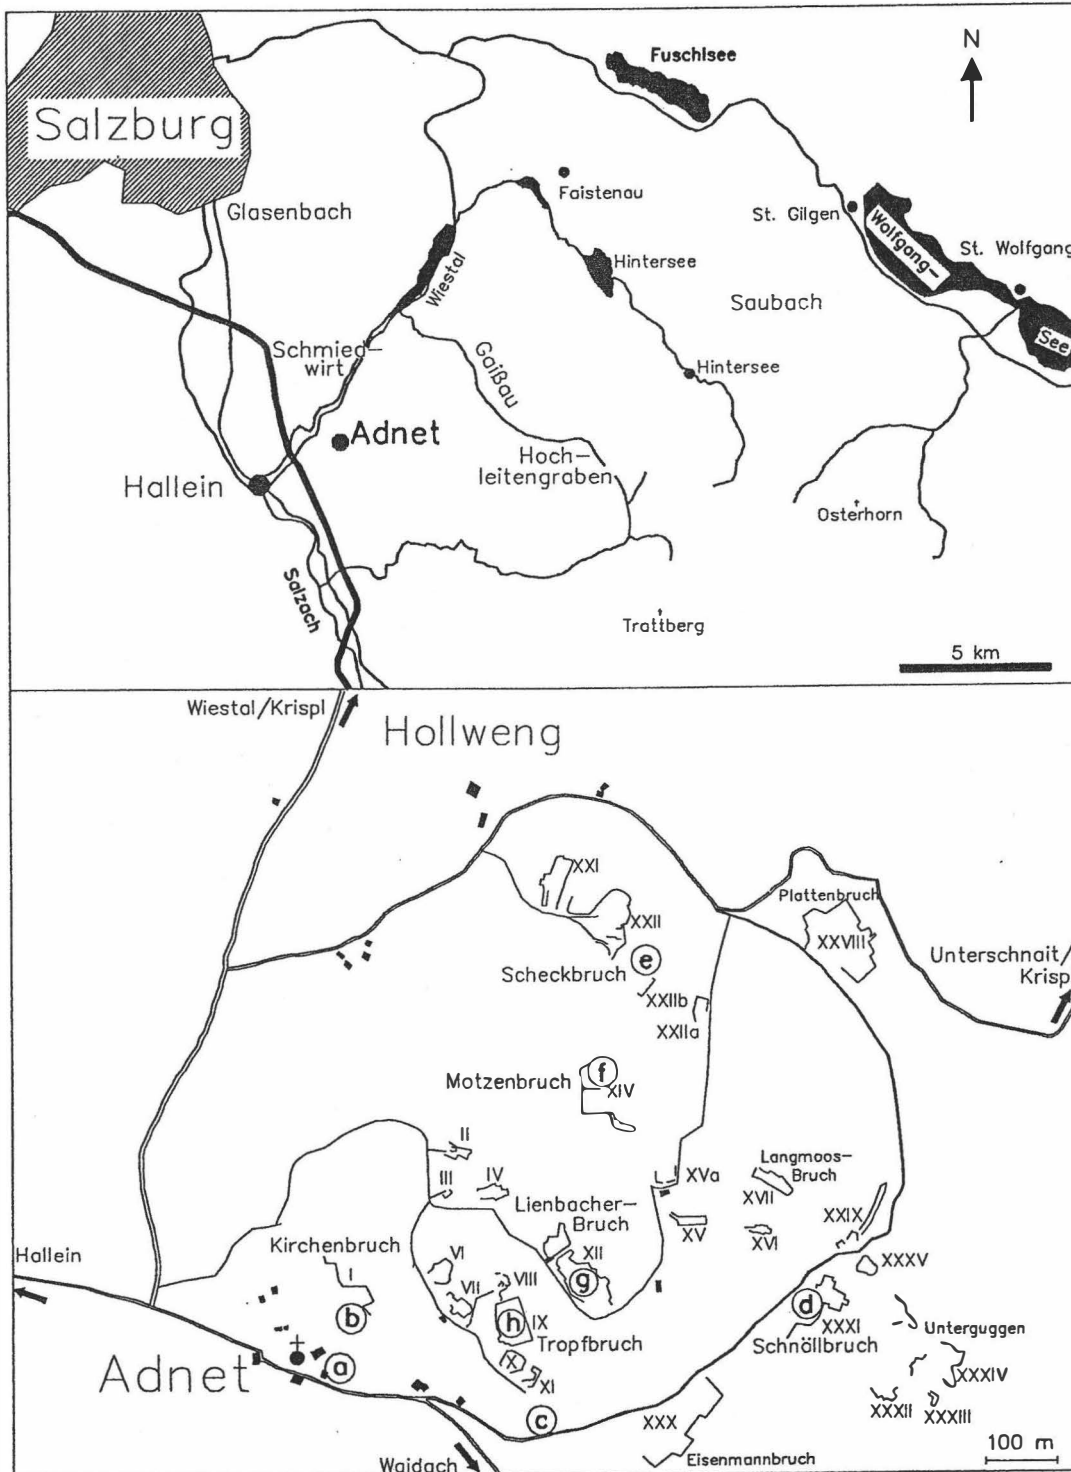 N
Fuschlsee
Salzburg
Faistenau
Glasenbach
St. Gilgen
Wolfgang-
St. Wolfgang
Hintersee
Wiestal
Saubach
See
Schmied-
wirt
Gaißau
Hintersee
Adnet
Hoch-
leitengraben
Hallein
Osterhorn
Salzach
Trattberg
5 km
Wiestal/Krispl
Hollweng
XXI
Plattenbruch
XXII
XXVIII
Unterschnait/
Krispl
Scheckbruch
e
XXIIb
XXIIa
f
Motzenbruch
XIV
II
Langmoos-
Bruch
III
IV
XVa
XVII
Lienbacher-
Bruch
XXIX
XV
XVI
Kirchenbruch
Hallein
I
VI
XII
XXXV
VII
VIII
g
b
h
IX
d
XXXI
Tropfbruch
Schnöllbruch
Unterguggen
Adnet
a
X
XI
XXXIV
c
XXX
XXXII
XXXIII
Eisenmannbruch
100 m
Waidach